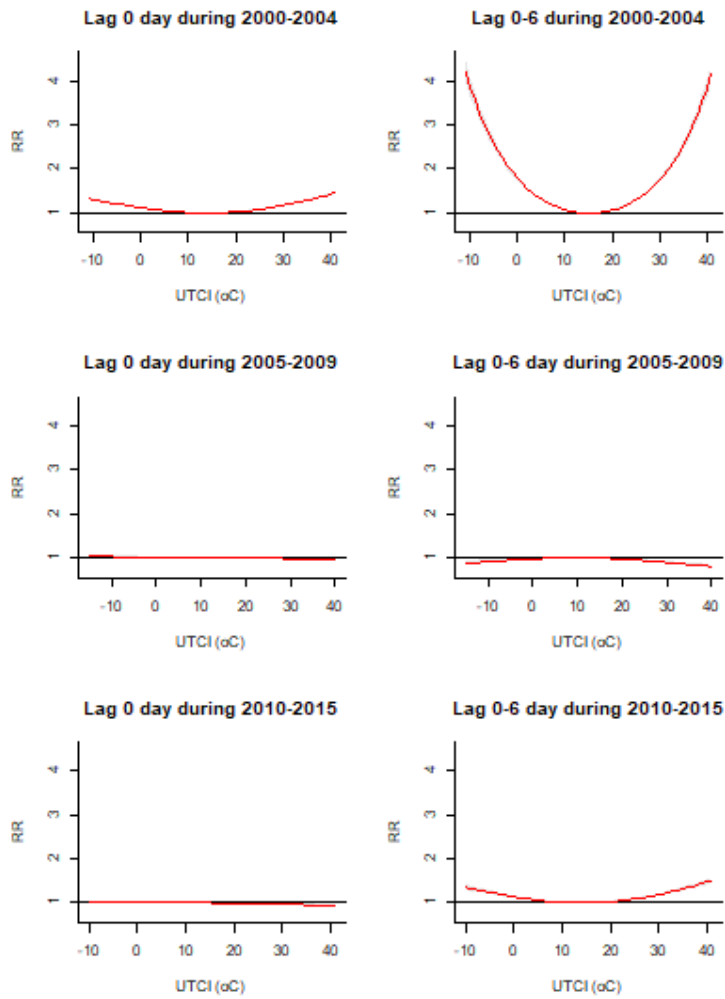 Lag 0 day during 2000-2004
RR
4
3
2
1
-10 0 10 20 30 40
UTCI (oC)
Lag 0-6 during 2000-2004
RR
4
3
2
1
-10 0 10 20 30 40
UTCI (oC)
Lag 0 day during 2005-2009
RR
4
3
2
1
-10 0 10 20 30 40
UTCI (oC)
Lag 0-6 day during 2005-2009
RR
4
3
2
1
-10 0 10 20 30 40
UTCI (oC)
Lag 0 day during 2010-2015
RR
4
3
2
1
-10 0 10 20 30 40
UTCI (oC)
Lag 0-6 day during 2010-2015
RR
4
3
2
1
-10 0 10 20 30 40
UTCI (oC)